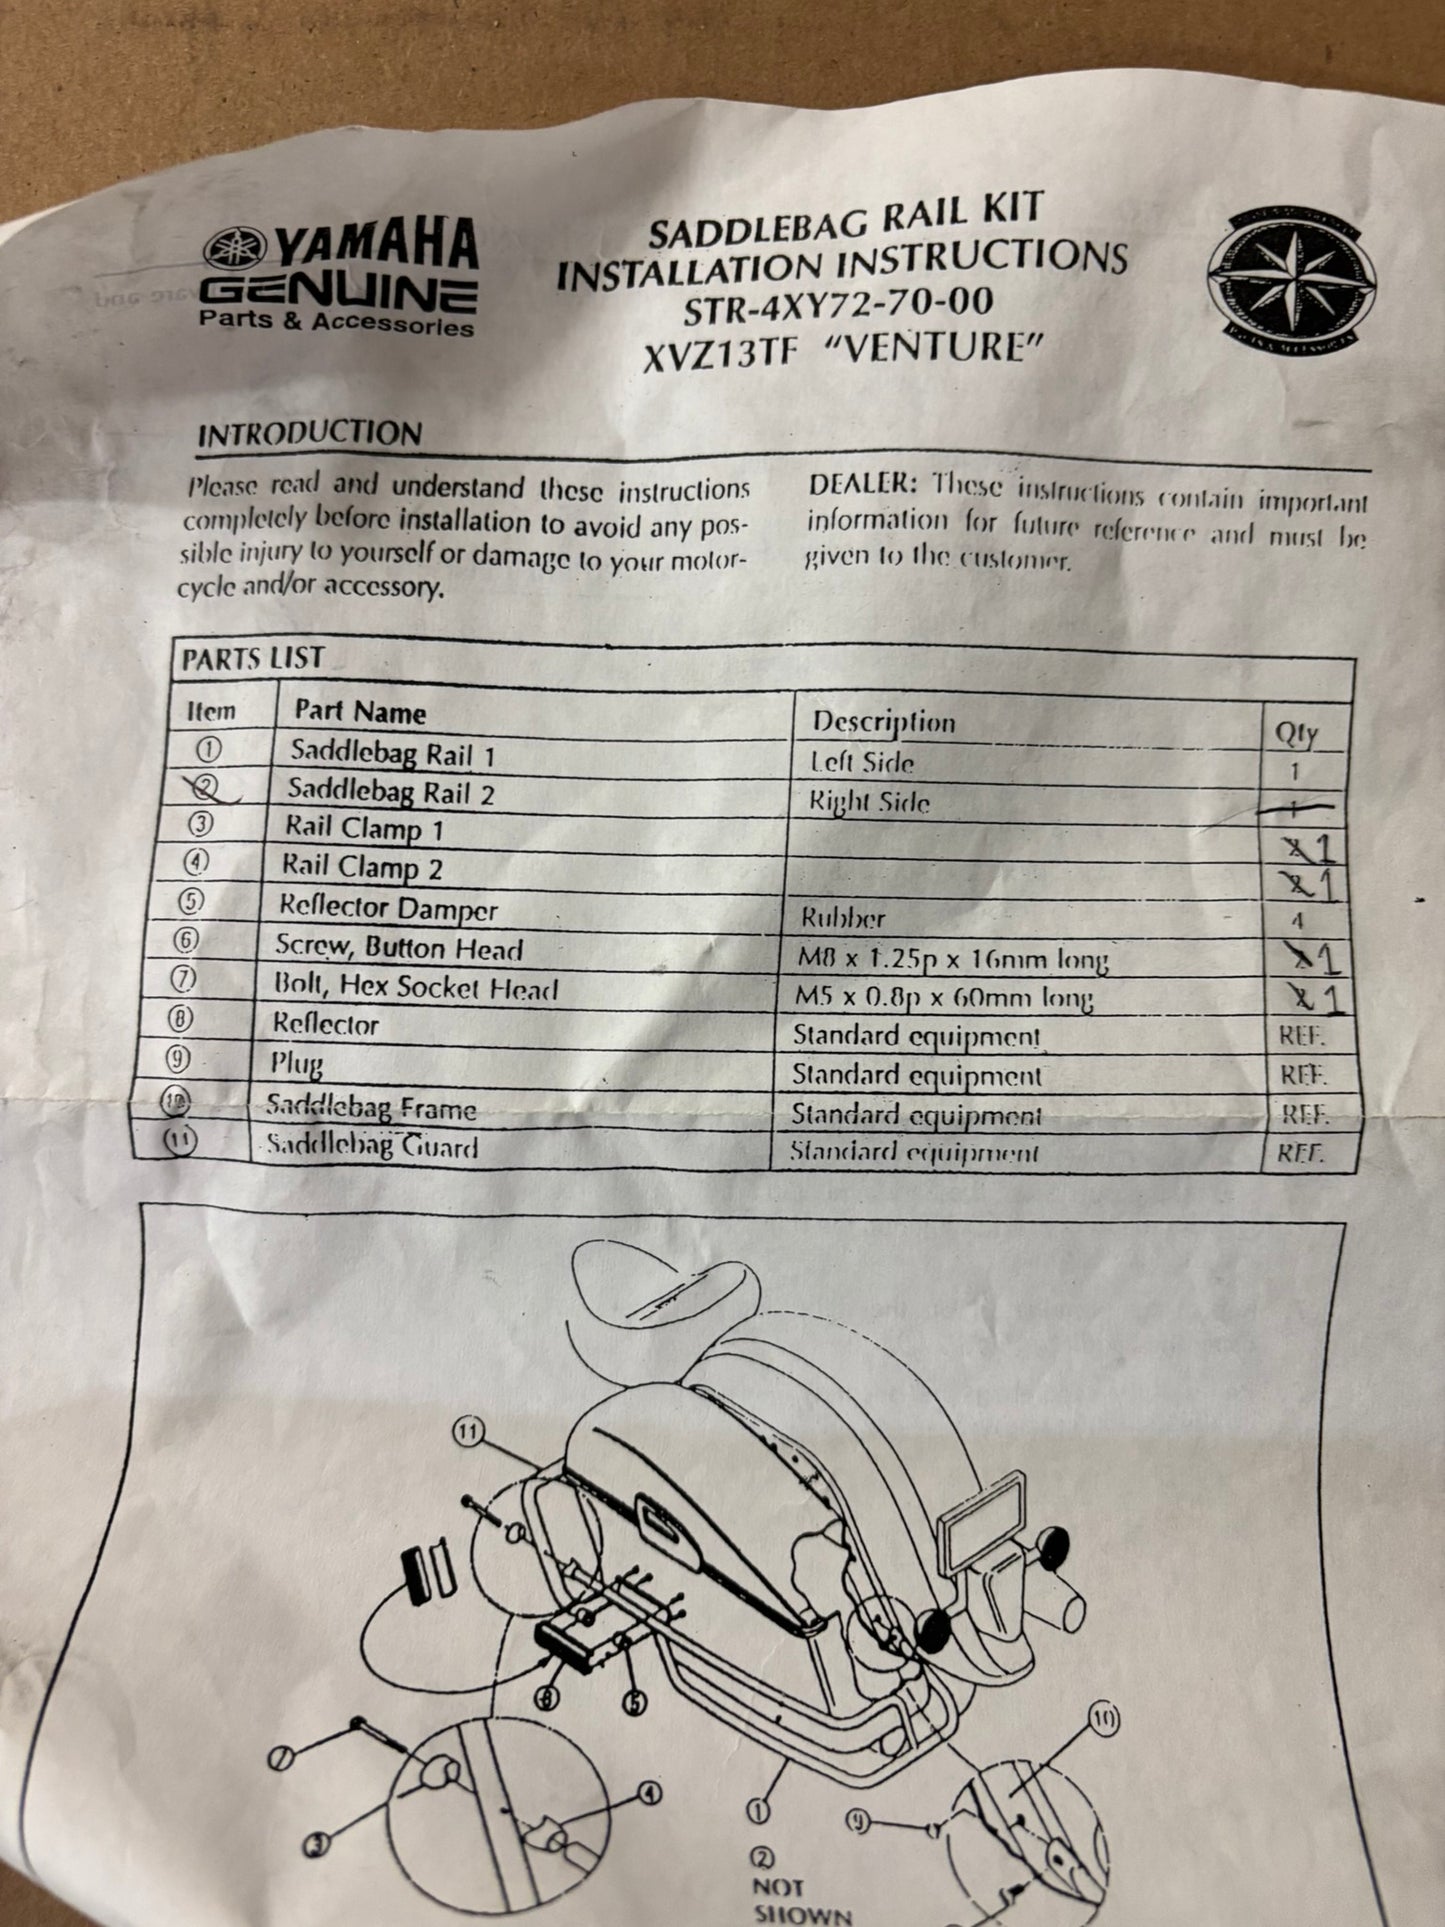 YAMAHA
GENUINE
Parts & Accessories
SADDLEBAG RAIL KIT
INSTALLATION INSTRUCTIONS
STR-4XY72-70-00
XVZ13TF "VENTURE"
INTRODUCTION
Please read and understand these instructions
completely before installation to avoid any pos-
sible injury to yourself or damage to your motor-
cycle and/or accessory.
DEALER: These instructions contain important
information for future reference and must be
given to the customer.
PARTS LIST
Item Part Name Description Qty
1 Saddlebag Rail 1 Left Side 1
2 Saddlebag Rail 2 Right Side 1
3 Rail Clamp 1 2 1
4 Rail Clamp 2 2 1
5 Reflector Damper Rubber 4
6 Screw, Button Head M8 x 1.25p x 16mm long 1
7 Bolt, Hex Socket Head M5 x 0.8p x 60mm long 2 1
8 Reflector Standard equipment REF.
9 Plug Standard equipment REF.
10 Saddlebag Frame Standard equipment REF.
11 Saddlebag Guard Standard equipment REF.
11
8 5
10
7
4
1
9
3
2
NOT
SHOWN